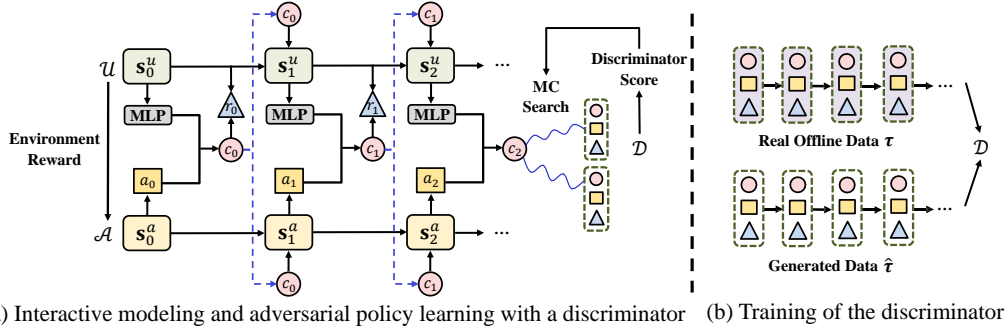 c₀ c₁
𝒰 s₀ᵘ s₁ᵘ s₂ᵘ ...
Discriminator
Score
MC
Search
r₀ r₁
MLP MLP MLP
Environment
Reward
c₀ c₁ c₂ 𝒟
a₀ a₁ a₂
𝒜 s₀ᵃ s₁ᵃ s₂ᵃ ...
c₀ c₁
) Interactive modeling and adversarial policy learning with a discriminator
...
Real Offline Data τ
𝒟
...
Generated Data τ̂
(b) Training of the discriminator